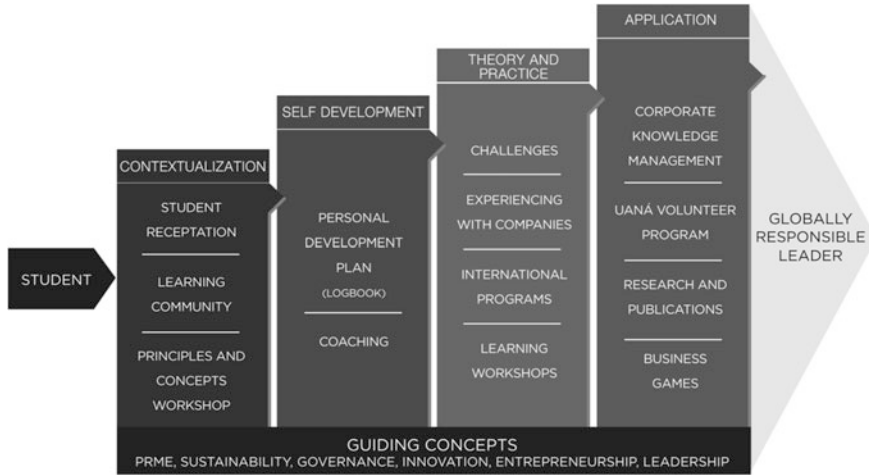 STUDENT
CONTEXTUALIZATION
STUDENT
RECEPTATION
LEARNING
COMMUNITY
PRINCIPLES AND
CONCEPTS
WORKSHOP
SELF DEVELOPMENT
PERSONAL
DEVELOPMENT
PLAN
(LOGBOOK)
COACHING
THEORY AND
PRACTICE
CHALLENGES
EXPERIENCING
WITH COMPANIES
INTERNATIONAL
PROGRAMS
LEARNING
WORKSHOPS
APPLICATION
CORPORATE
KNOWLEDGE
MANAGEMENT
UANÁ VOLUNTEER
PROGRAM
RESEARCH AND
PUBLICATIONS
BUSINESS
GAMES
GLOBALLY
RESPONSIBLE
LEADER
GUIDING CONCEPTS
PRME, SUSTAINABILITY, GOVERNANCE, INNOVATION, ENTREPRENEURSHIP, LEADERSHIP